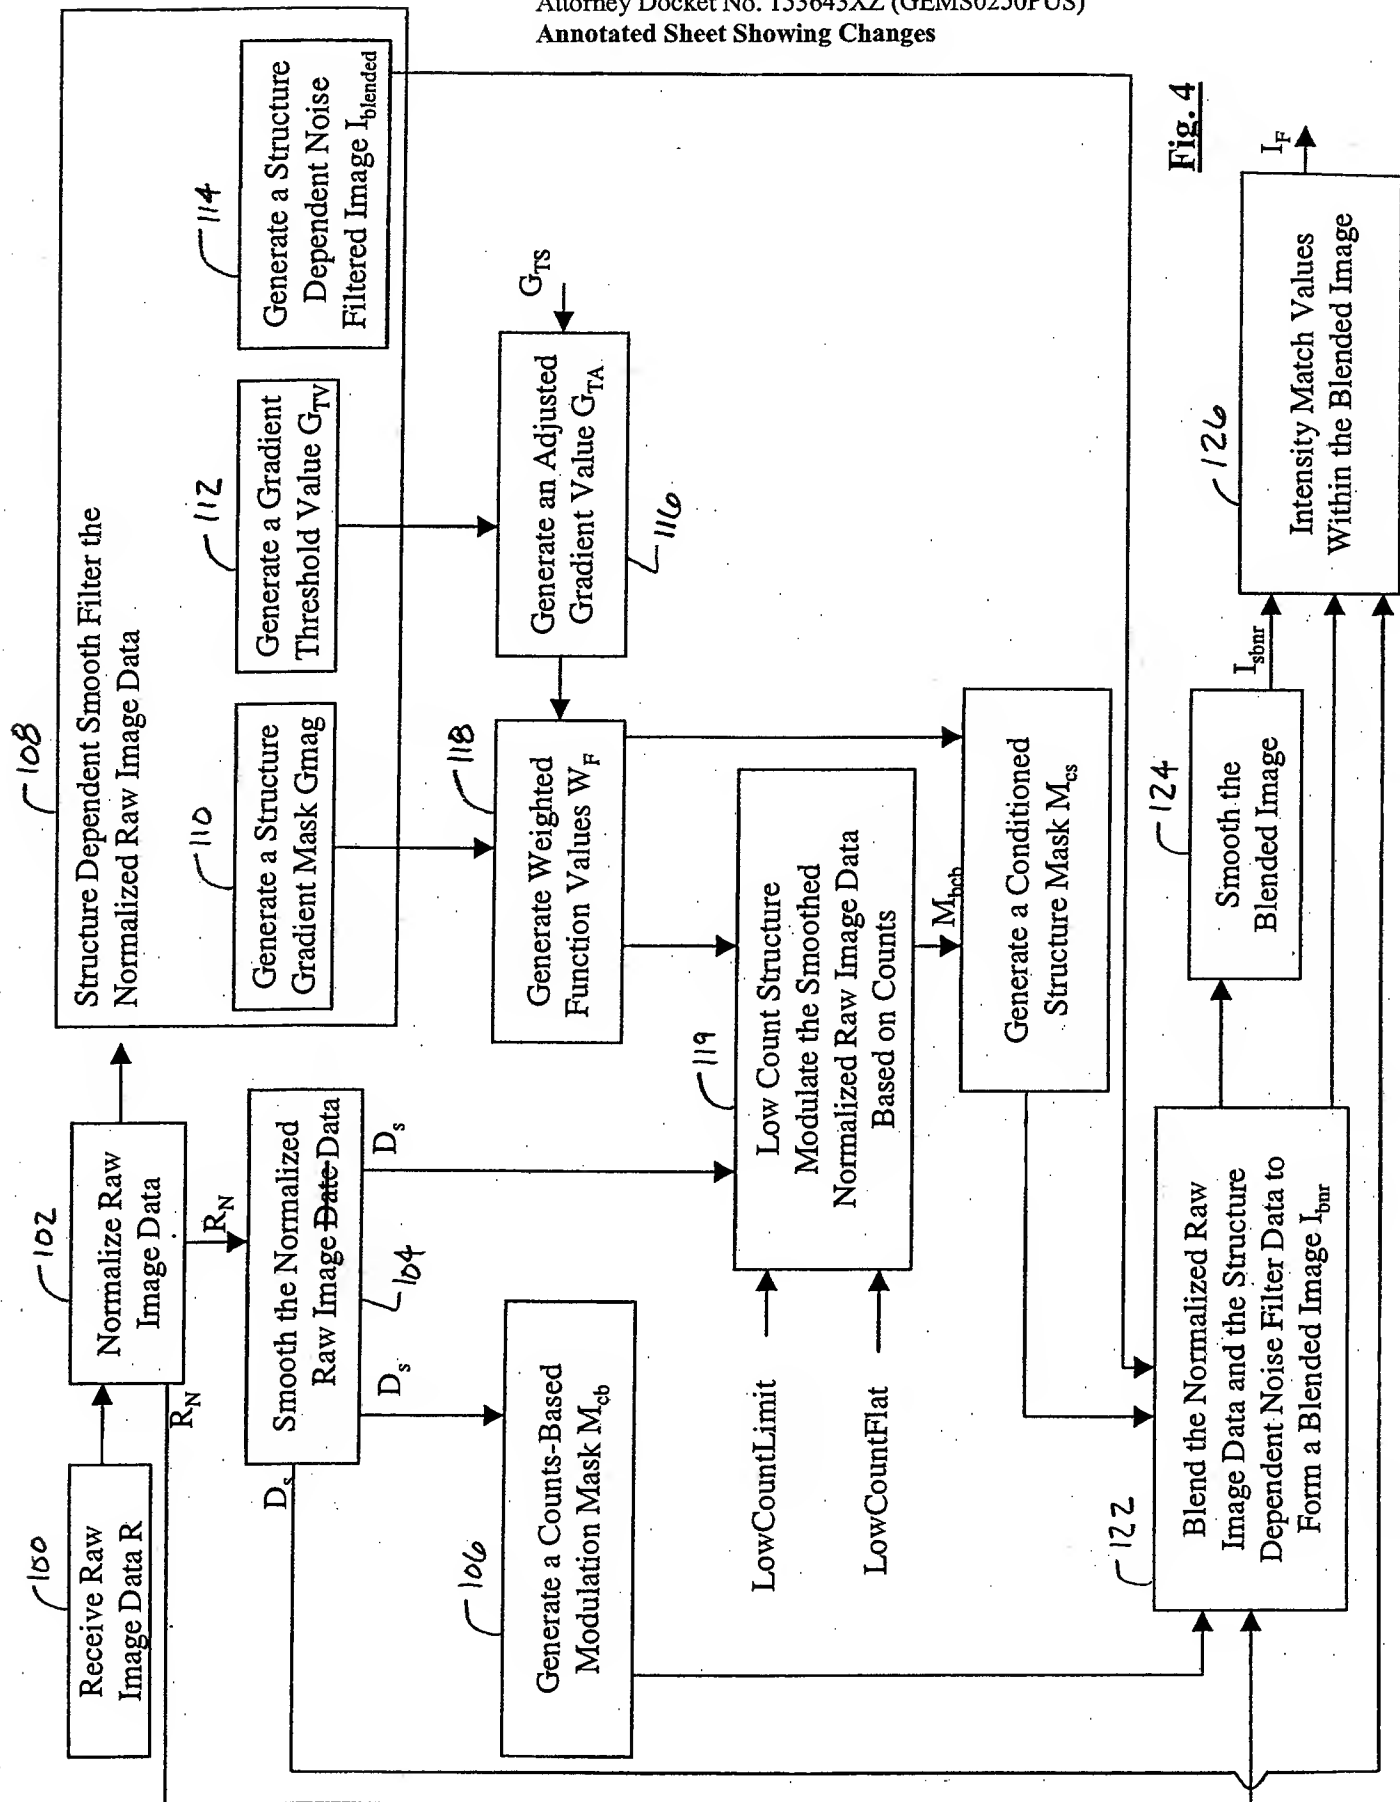 Attorney Docket No. 153643XZ (GEMS0250PUS)
Annotated Sheet Showing Changes
100
Receive Raw
Image Data R
102
Normalize Raw
Image Data
R_N
R_N
108
Structure Dependent Smooth Filter the
Normalized Raw Image Data
110
Generate a Structure
Gradient Mask Gmag
112
Generate a Gradient
Threshold Value G_TV
114
Generate a Structure
Dependent Noise
Filtered Image I_blended
Smooth the Normalized
Raw Image Date Data
104
D_s
D_s
D_s
118
Generate Weighted
Function Values W_F
Generate an Adjusted
Gradient Value G_TA
116
G_TS
106
Generate a Counts-Based
Modulation Mask M_cb
LowCountLimit
LowCountFlat
119
Low Count Structure
Modulate the Smoothed
Normalized Raw Image Data
Based on Counts
M_bcb
Generate a Conditioned
Structure Mask M_cs
122
Blend the Normalized Raw
Image Data and the Structure
Dependent Noise Filter Data to
Form a Blended Image I_bnr
124
Smooth the
Blended Image
I_sbnr
126
Intensity Match Values
Within the Blended Image
I_F
Fig. 4